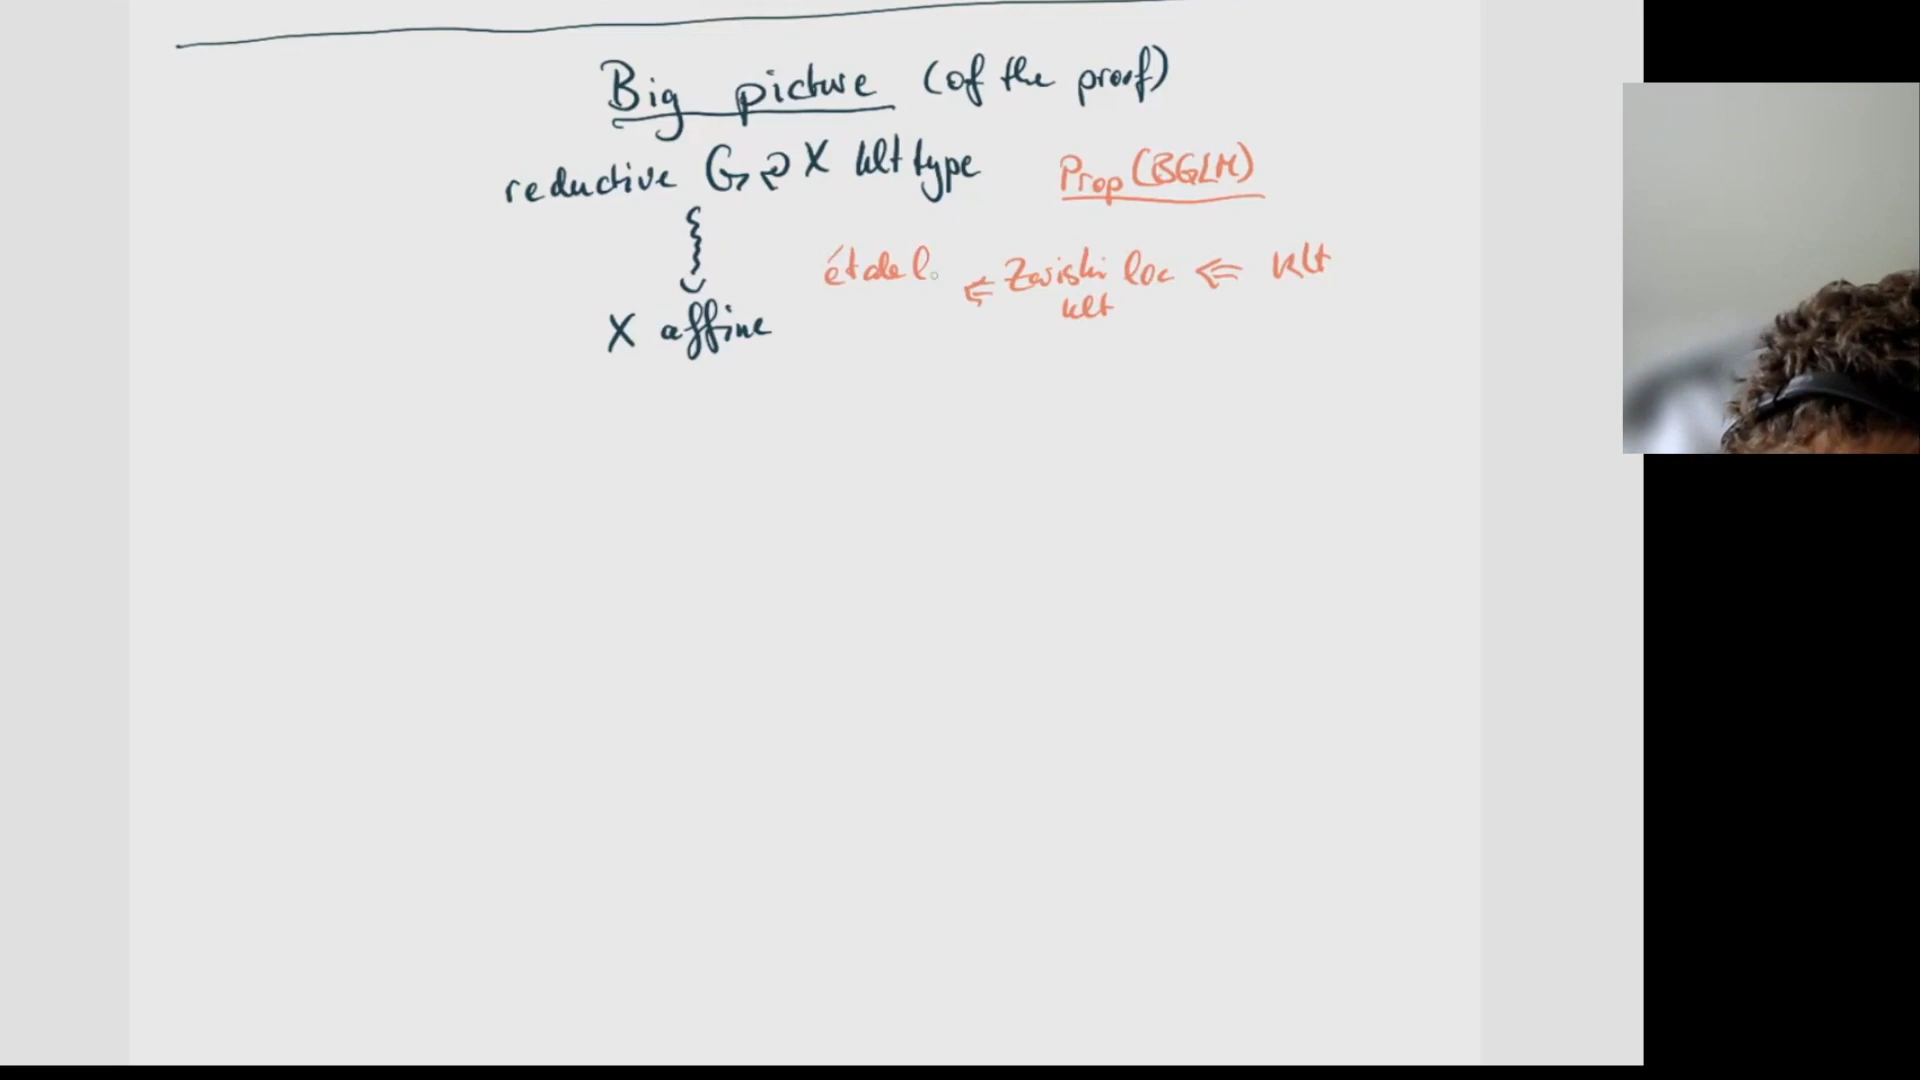 Big picture (of the proof)
reductive G ⤾ X klt type
Prop (BGLM)
étale l. ⇐ Zariski loc ⇐ klt
klt
X affine